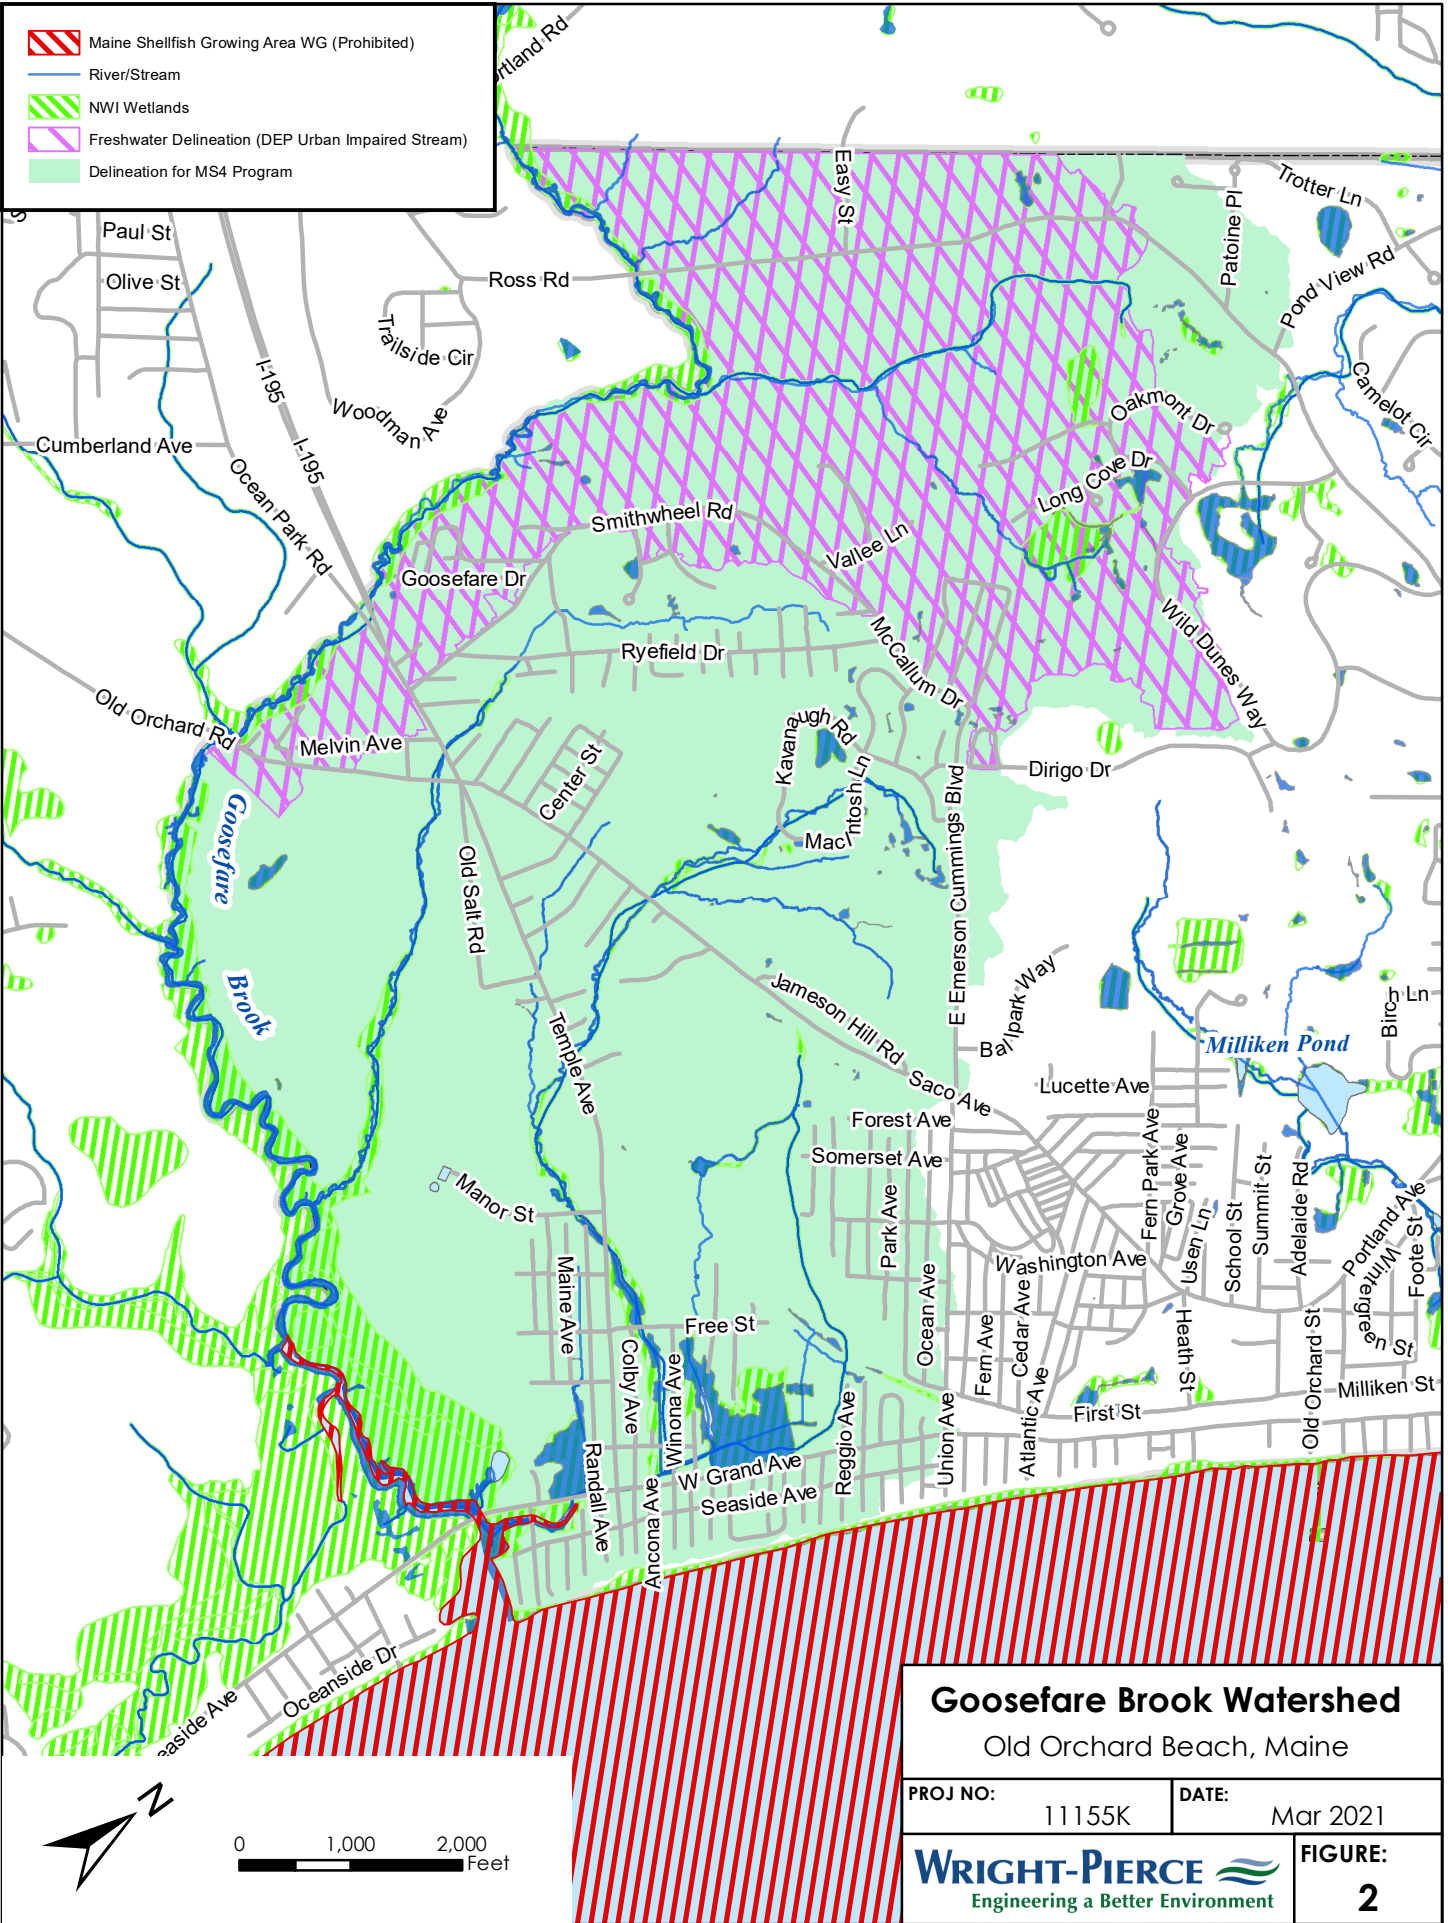 Maine Shellfish Growing Area WG (Prohibited)
River/Stream
NWI Wetlands
Freshwater Delineation (DEP Urban Impaired Stream)
Delineation for MS4 Program
Paul St
Olive St
Ross Rd
Trailside Cir
Easy St
Patoine Pl
Trotter Ln
Pond View Rd
Camelot Cir
I-195
I-195
Woodman Ave
Cumberland Ave
Ocean Park Rd
Oakmont Dr
Long Cove Dr
Smithwheel Rd
Vallee Ln
Goosefare Dr
Ryefield Dr
McCallum Dr
Wild Dunes Way
Old Orchard Rd
Melvin Ave
Center St
Kavanaugh Rd
MacIntosh Ln
Dirigo Dr
E Emerson Cummings Blvd
Goosefare
Brook
Old Salt Rd
Temple Ave
Jameson Hill Rd
Ballpark Way
Birch Ln
Milliken Pond
Saco Ave
Lucette Ave
Forest Ave
Somerset Ave
Park Ave
Fern Park Ave
Grove Ave
Usen Ln
School St
Summit St
Adelaide Rd
Portland Ave
Wintergreen St
Foote St
Manor St
Washington Ave
Maine Ave
Colby Ave
Winona Ave
Free St
Ocean Ave
Fern Ave
Cedar Ave
Atlantic Ave
Heath St
Old Orchard St
Milliken St
First St
Union Ave
Reggio Ave
W Grand Ave
Seaside Ave
Randall Ave
Ancona Ave
Oceanside Dr
N
0 1,000 2,000
Feet
Goosefare Brook Watershed
Old Orchard Beach, Maine
PROJ NO:
11155K
DATE:
Mar 2021
WRIGHT-PIERCE
Engineering a Better Environment
FIGURE:
2